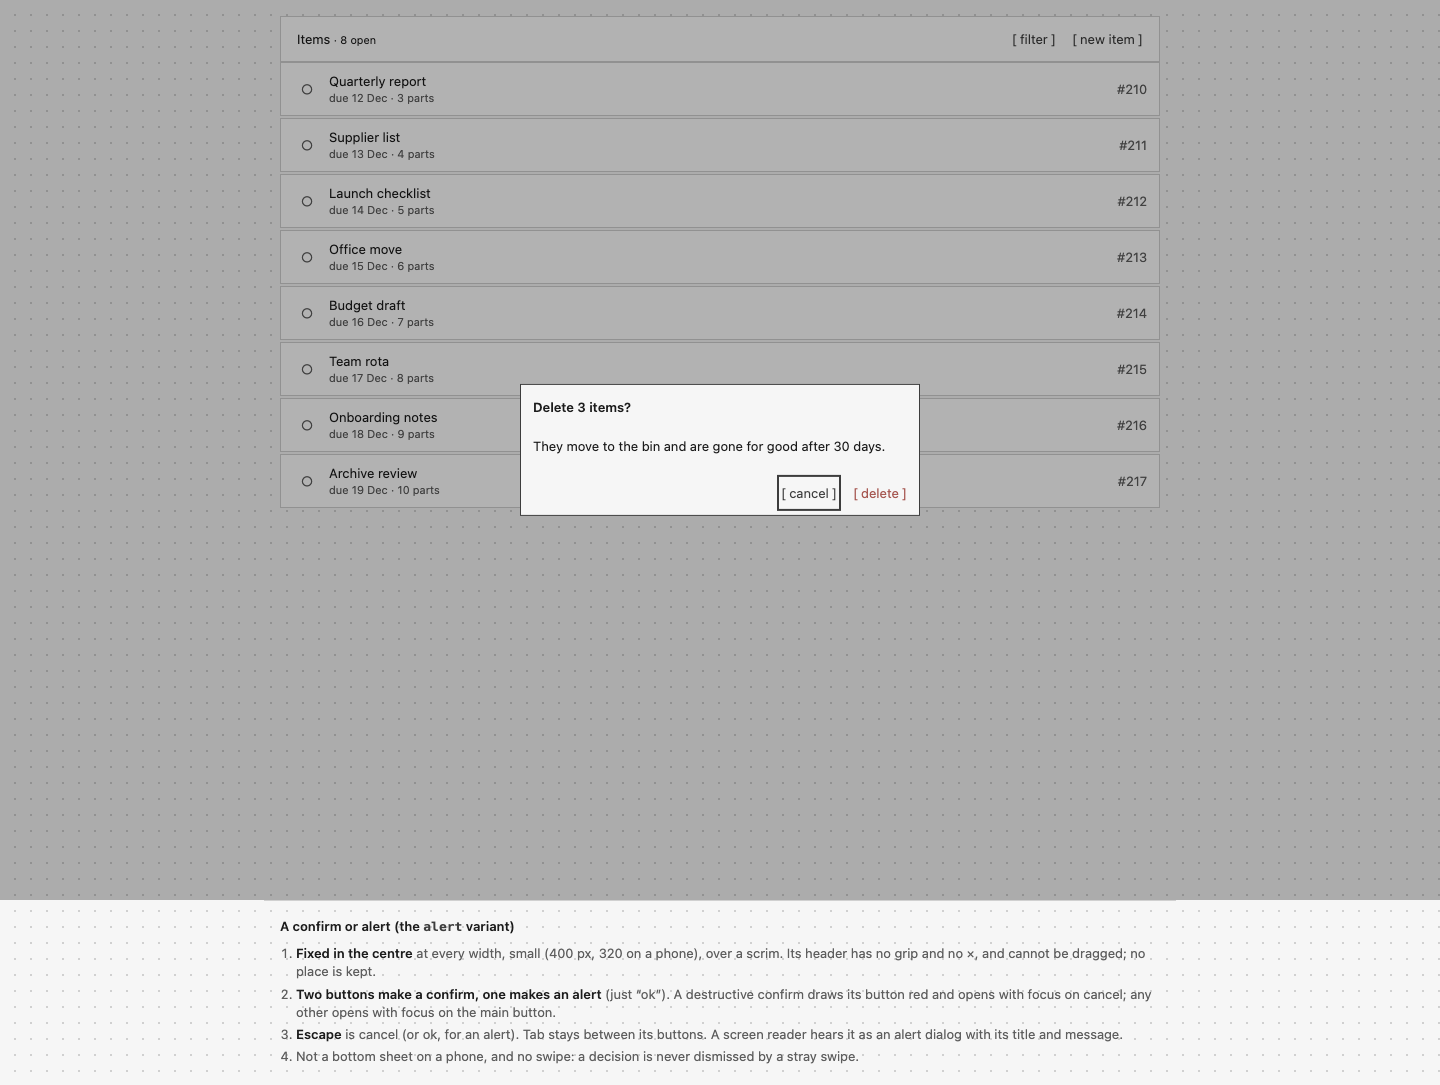 Items · 8 open
[ filter ] [ new item ]
Quarterly report
due 12 Dec · 3 parts
#210
Supplier list
due 13 Dec · 4 parts
#211
Launch checklist
due 14 Dec · 5 parts
#212
Office move
due 15 Dec · 6 parts
#213
Budget draft
due 16 Dec · 7 parts
#214
Team rota
due 17 Dec · 8 parts
#215
Onboarding notes
due 18 Dec · 9 parts
#216
Archive review
due 19 Dec · 10 parts
#217
Delete 3 items?
They move to the bin and are gone for good after 30 days.
[ cancel ] [ delete ]
A confirm or alert (the alert variant)
1. Fixed in the centre at every width, small (400 px, 320 on a phone), over a scrim. Its header has no grip and no ×, and cannot be dragged; no
place is kept.
2. Two buttons make a confirm, one makes an alert (just “ok”). A destructive confirm draws its button red and opens with focus on cancel; any
other opens with focus on the main button.
3. Escape is cancel (or ok, for an alert). Tab stays between its buttons. A screen reader hears it as an alert dialog with its title and message.
4. Not a bottom sheet on a phone, and no swipe: a decision is never dismissed by a stray swipe.